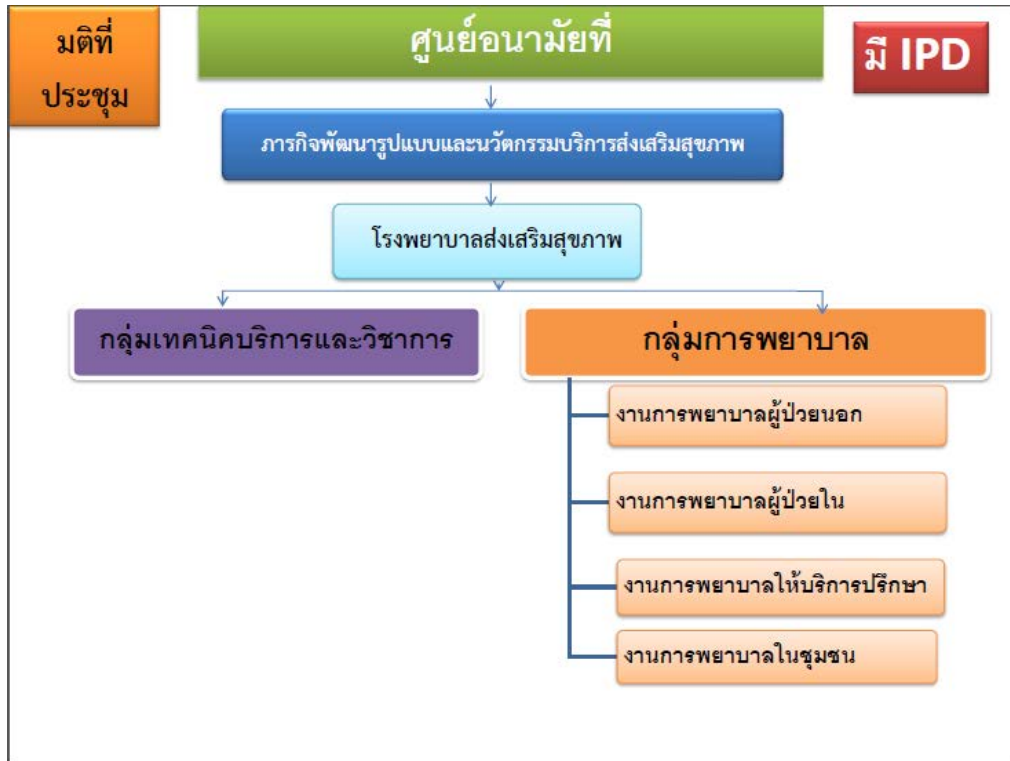 มติที่
ประชุม
ศูนย์อนามัยที่
มี IPD
ภารกิจพัฒนารูปแบบและนวัตกรรมบริการส่งเสริมสุขภาพ
โรงพยาบาลส่งเสริมสุขภาพ
กลุ่มเทคนิคบริการและวิชาการ
กลุ่มการพยาบาล
งานการพยาบาลผู้ป่วยนอก
งานการพยาบาลผู้ป่วยใน
งานการพยาบาลให้บริการปรึกษา
งานการพยาบาลในชุมชน